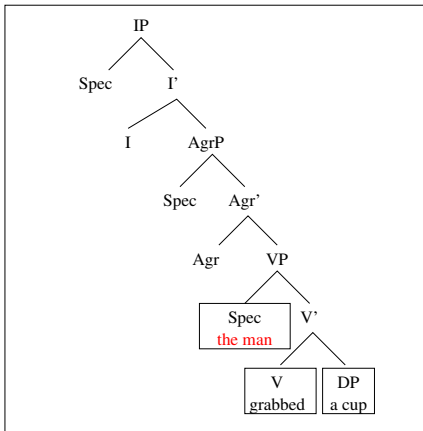 IP
Spec I'
I AgrP
Spec Agr'
Agr VP
Spec V'
the man
V DP
grabbed a cup